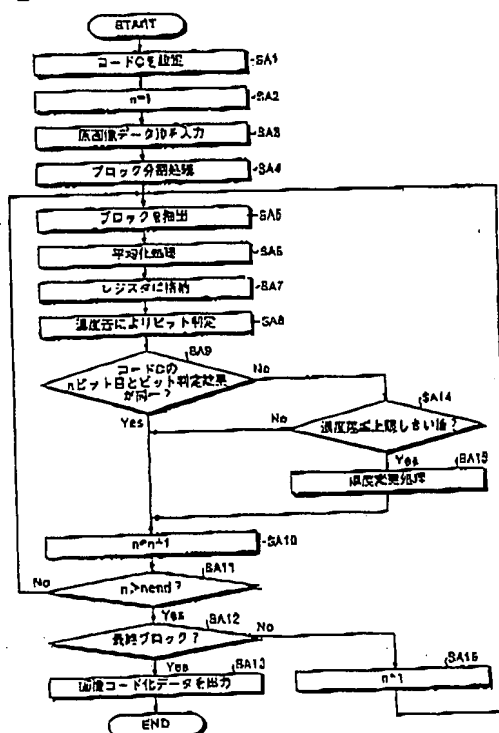 START
コードCを設定
SA1
n=1
SA2
原画像データIDを入力
SA3
ブロック分割処理
SA4
ブロックを抽出
SA5
平均化処理
SA6
レジスタに格納
SA7
濃度差によりビット判定
SA8
SA9
コードCの
nビット目とビット判定結果
が同一？
No
Yes
SA14
濃度差≦上限しきい値？
No
Yes
SA15
濃度変更処理
n=n+1
SA10
SA11
n>nend？
No
Yes
SA12
最終ブロック？
No
Yes
SA13
画像コード化データを出力
SA16
n=1
END